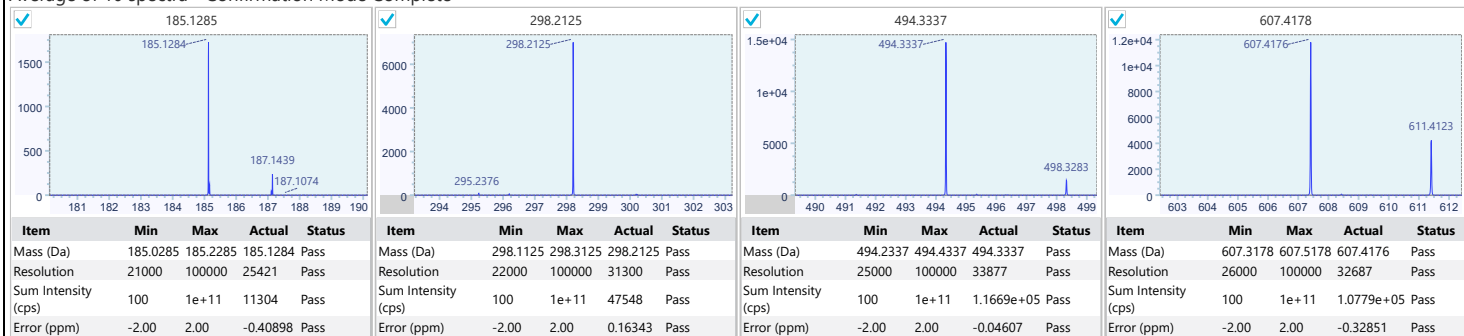 185.1285
298.2125
494.3337
607.4178
185.1284
187.1439
187.1074
1500
1000
500
0
181 182 183 184 185 186 187 188 189 190
298.2125
295.2376
6000
4000
2000
0
294 295 296 297 298 299 300 301 302 303
494.3337
498.3283
1.5e+04
1e+04
5000
0
490 491 492 493 494 495 496 497 498 499
607.4176
611.4123
1.2e+04
1e+04
8000
6000
4000
2000
0
603 604 605 606 607 608 609 610 611 612
Item Min Max Actual Status
Mass (Da) 185.0285 185.2285 185.1284 Pass
Resolution 21000 100000 25421 Pass
Sum Intensity
(cps) 100 1e+11 11304 Pass
Error (ppm) -2.00 2.00 -0.40898 Pass
Item Min Max Actual Status
Mass (Da) 298.1125 298.3125 298.2125 Pass
Resolution 22000 100000 31300 Pass
Sum Intensity
(cps) 100 1e+11 47548 Pass
Error (ppm) -2.00 2.00 0.16343 Pass
Item Min Max Actual Status
Mass (Da) 494.2337 494.4337 494.3337 Pass
Resolution 25000 100000 33877 Pass
Sum Intensity
(cps) 100 1e+11 1.1669e+05 Pass
Error (ppm) -2.00 2.00 -0.04607 Pass
Item Min Max Actual Status
Mass (Da) 607.3178 607.5178 607.4176 Pass
Resolution 26000 100000 32687 Pass
Sum Intensity
(cps) 100 1e+11 1.0779e+05 Pass
Error (ppm) -2.00 2.00 -0.32851 Pass